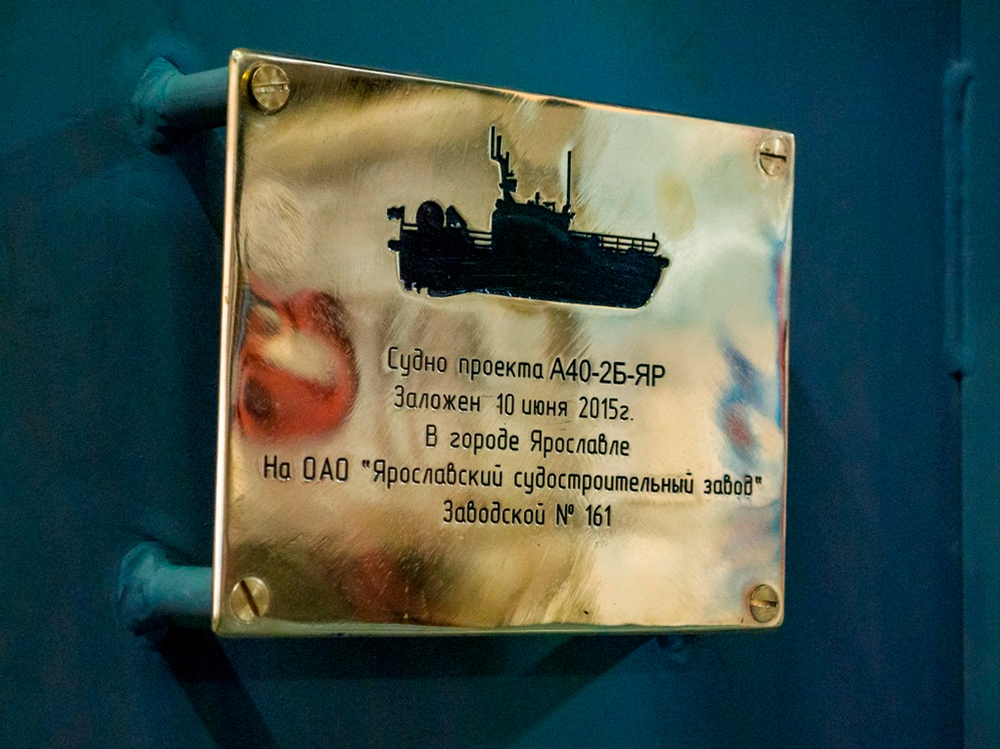 Судно проекта А40-2Б-ЯР
Заложен 10 июня 2015г.
В городе Ярославле
На ОАО "Ярославский судостроительный завод"
Заводской № 161